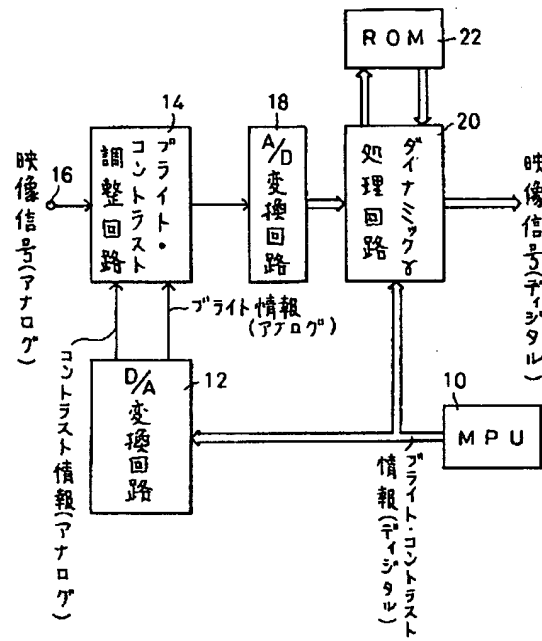 ROM
22
14
18
20
映像信号(アナログ)
16
ブライト・
コントラスト
調整回路
A/D
変換回路
ダイナミックγ
処理回路
映像信号(ディジタル)
ブライト情報
(アナログ)
コントラスト情報(アナログ)
D/A
変換回路
12
10
MPU
ブライト・コントラスト
情報(ディジタル)